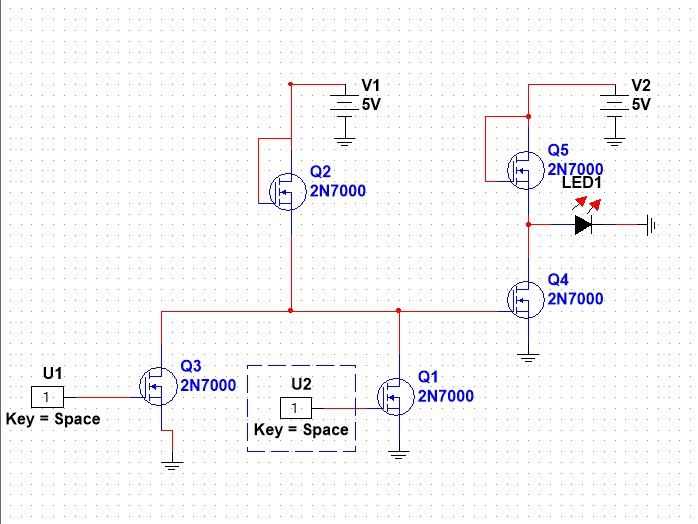 V1
5V
V2
5V
Q2
2N7000
Q5
2N7000
LED1
Q4
2N7000
U1
1
Key = Space
Q3
2N7000
U2
1
Key = Space
Q1
2N7000